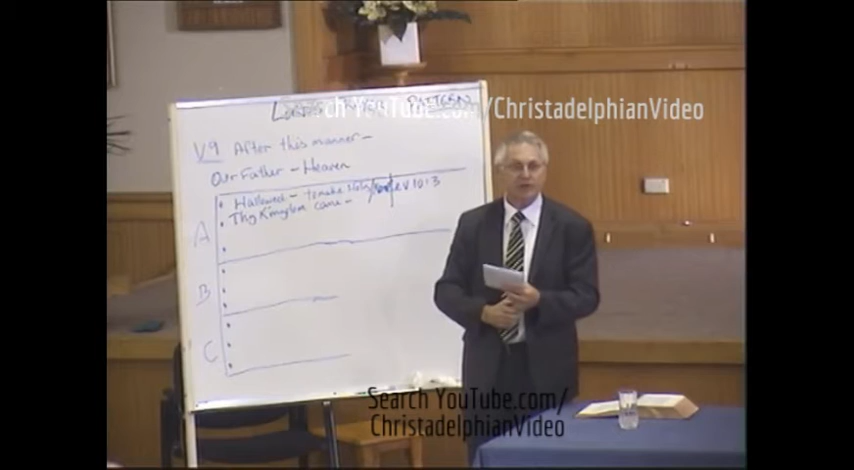 LORD'S PATTERN
Search YouTube.com/ChristadelphianVideo
V9 After this manner -
Our Father - Heaven
Hallowed - to make Holy Lev 10:3
Thy Kingdom come -
A
B
C
Search YouTube.com/
ChristadelphianVideo